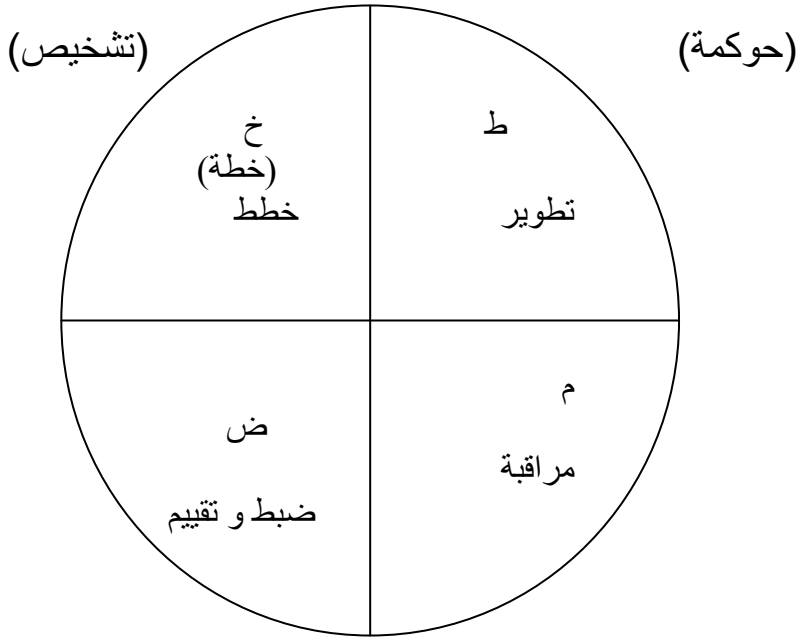 (حوكمة)
(تشخيص)
ط
تطوير
خ
(خطة)
خطط
م
مراقبة
ض
ضبط و تقييم